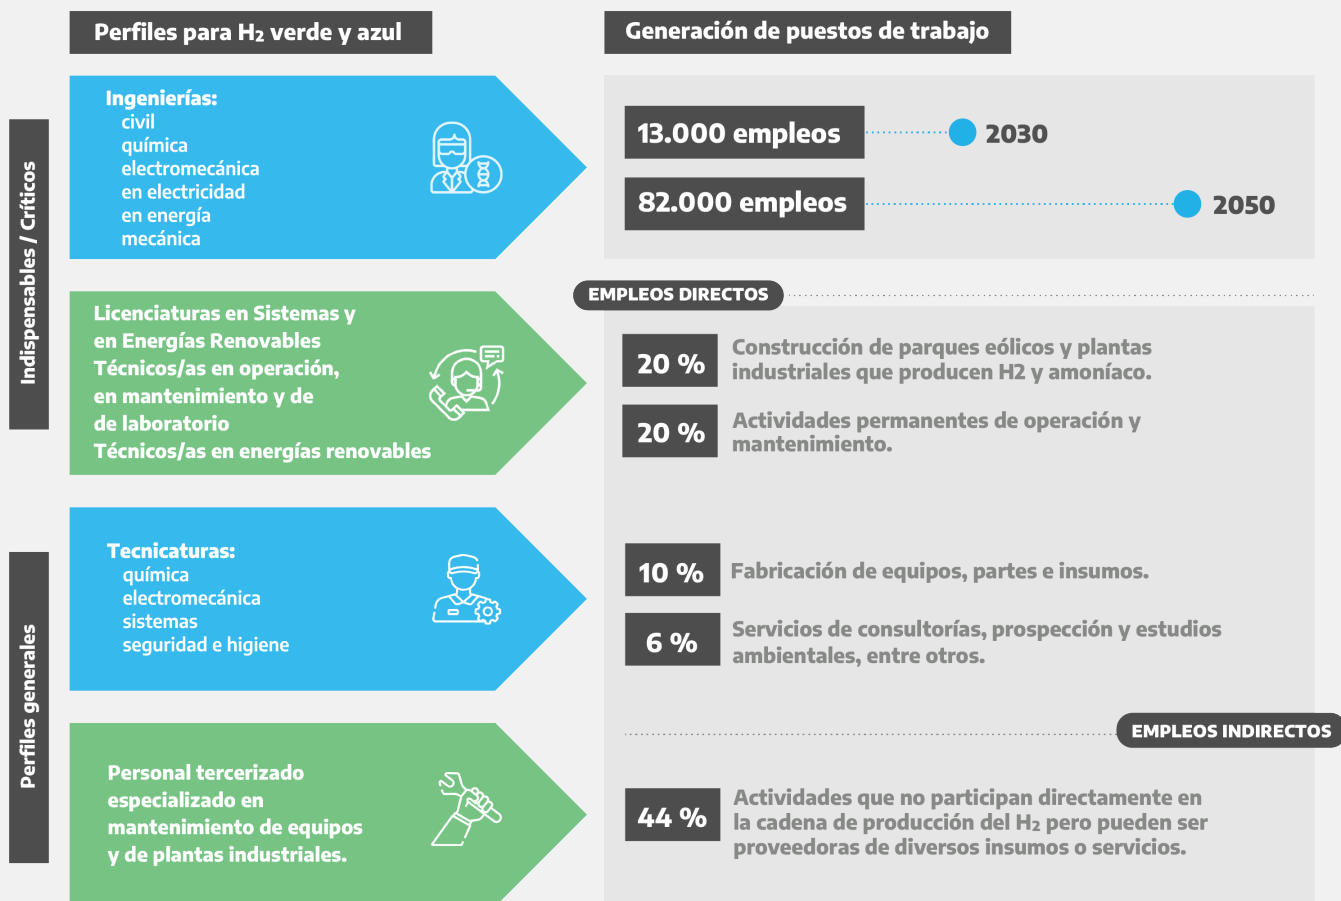 Perfiles para H₂ verde y azul
Indispensables / Críticos
Ingenierías:
civil
química
electromecánica
en electricidad
en energía
mecánica
Licenciaturas en Sistemas y
en Energías Renovables
Técnicos/as en operación,
en mantenimiento y de
de laboratorio
Técnicos/as en energías renovables
Perfiles generales
Tecnicaturas:
química
electromecánica
sistemas
seguridad e higiene
Personal tercerizado
especializado en
mantenimiento de equipos
y de plantas industriales.
Generación de puestos de trabajo
13.000 empleos 2030
82.000 empleos 2050
EMPLEOS DIRECTOS
20 %
Construcción de parques eólicos y plantas
industriales que producen H2 y amoníaco.
20 %
Actividades permanentes de operación y
mantenimiento.
10 %
Fabricación de equipos, partes e insumos.
6 %
Servicios de consultorías, prospección y estudios
ambientales, entre otros.
EMPLEOS INDIRECTOS
44 %
Actividades que no participan directamente en
la cadena de producción del H₂ pero pueden ser
proveedoras de diversos insumos o servicios.